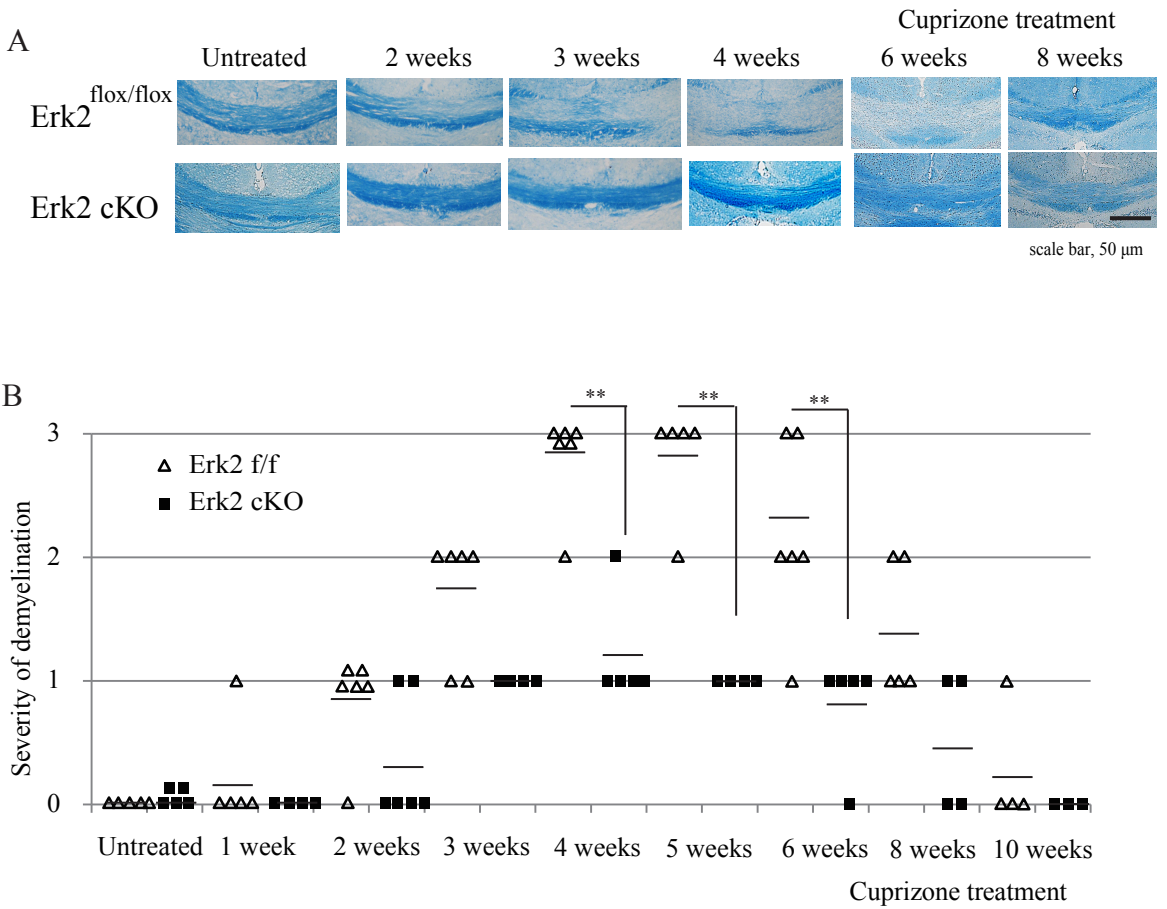 A
Cuprizone treatment
Untreated 2 weeks 3 weeks 4 weeks 6 weeks 8 weeks
Erk2 flox/flox
Erk2 cKO
scale bar, 50 μm
B
** ** **
3
Erk2 f/f
Erk2 cKO
2
1
0
Severity of demyelination
Untreated 1 week 2 weeks 3 weeks 4 weeks 5 weeks 6 weeks 8 weeks 10 weeks
Cuprizone treatment